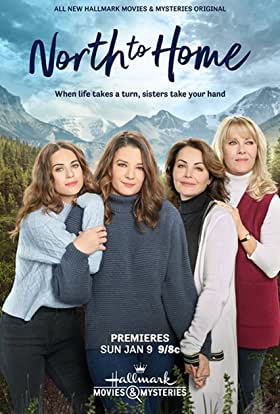 ALL NEW HALLMARK MOVIES & MYSTERIES ORIGINAL
North to Home
When life takes a turn, sisters take your hand
PREMIERES
SUN JAN 9 9/8c
Hallmark
MOVIES & MYSTERIES